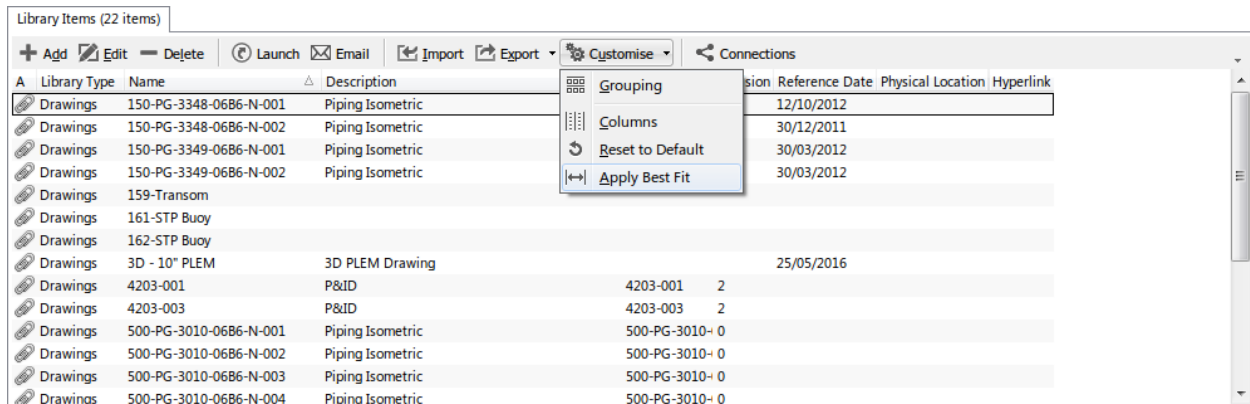 Library Items (22 items)
Add Edit Delete Launch Email Import Export Customise Connections
A Library Type Name Description sion Reference Date Physical Location Hyperlink
Grouping
Columns
Reset to Default
Apply Best Fit
Drawings 150-PG-3348-06B6-N-001 Piping Isometric 12/10/2012
Drawings 150-PG-3348-06B6-N-002 Piping Isometric 30/12/2011
Drawings 150-PG-3349-06B6-N-001 Piping Isometric 30/03/2012
Drawings 150-PG-3349-06B6-N-002 Piping Isometric 30/03/2012
Drawings 159-Transom
Drawings 161-STP Buoy
Drawings 162-STP Buoy
Drawings 3D - 10" PLEM 3D PLEM Drawing 25/05/2016
Drawings 4203-001 P&ID 4203-001 2
Drawings 4203-003 P&ID 4203-003 2
Drawings 500-PG-3010-06B6-N-001 Piping Isometric 500-PG-3010- 0
Drawings 500-PG-3010-06B6-N-002 Piping Isometric 500-PG-3010- 0
Drawings 500-PG-3010-06B6-N-003 Piping Isometric 500-PG-3010- 0
Drawings 500-PG-3010-06B6-N-004 Piping Isometric 500-PG-3010- 0